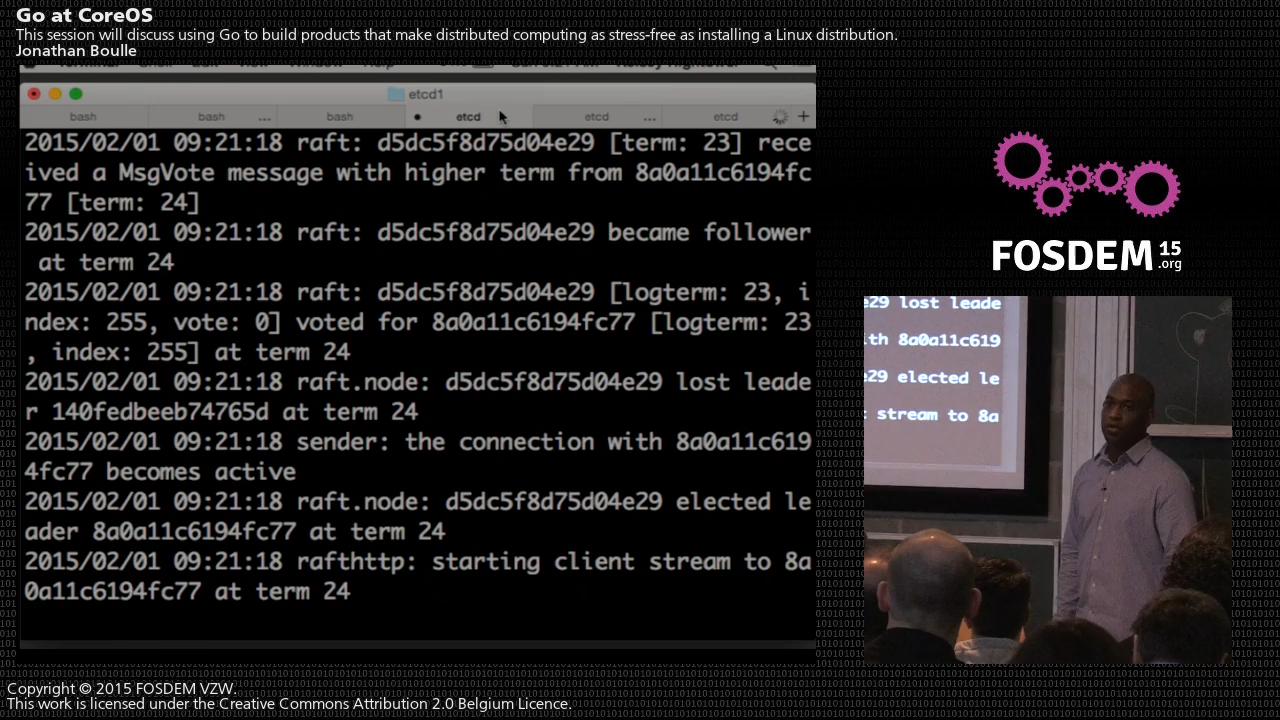 Go at CoreOS
This session will discuss using Go to build products that make distributed computing as stress-free as installing a Linux distribution.
Jonathan Boulle
etcd1
bash
bash
...
bash
etcd
etcd
...
etcd
+
2015/02/01 09:21:18 raft: d5dc5f8d75d04e29 [term: 23] rece
ived a MsgVote message with higher term from 8a0a11c6194fc
77 [term: 24]
2015/02/01 09:21:18 raft: d5dc5f8d75d04e29 became follower
at term 24
2015/02/01 09:21:18 raft: d5dc5f8d75d04e29 [logterm: 23, i
ndex: 255, vote: 0] voted for 8a0a11c6194fc77 [logterm: 23
, index: 255] at term 24
2015/02/01 09:21:18 raft.node: d5dc5f8d75d04e29 lost leade
r 140fedbeeb74765d at term 24
2015/02/01 09:21:18 sender: the connection with 8a0a11c619
4fc77 becomes active
2015/02/01 09:21:18 raft.node: d5dc5f8d75d04e29 elected le
ader 8a0a11c6194fc77 at term 24
2015/02/01 09:21:18 rafthttp: starting client stream to 8a
0a11c6194fc77 at term 24
FOSDEM 15
.org
e29 lost leade
th 8a0a11c619
29 elected le
stream to 8a
Copyright © 2015 FOSDEM VZW.
This work is licensed under the Creative Commons Attribution 2.0 Belgium Licence.